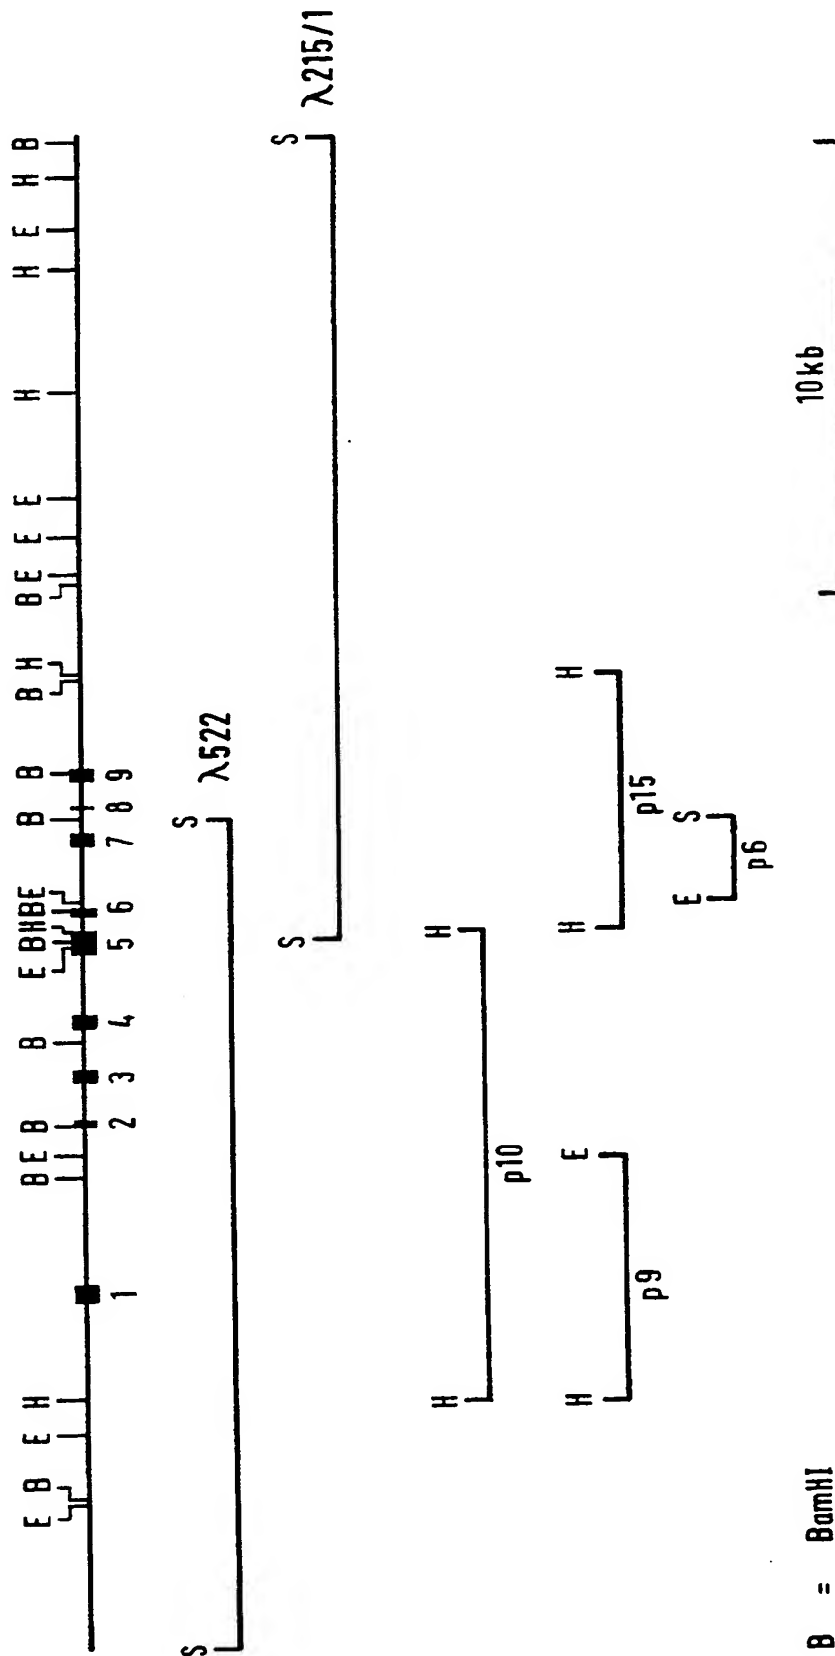 E B E H B E B B E B H B E B B B H B E E E H H E H B
1 2 3 4 5 6 7 8 9
S S λ522
S S λ215/1
H H
p10
H E H H
p9 p15
E S
p6
10kb
B = BamHI